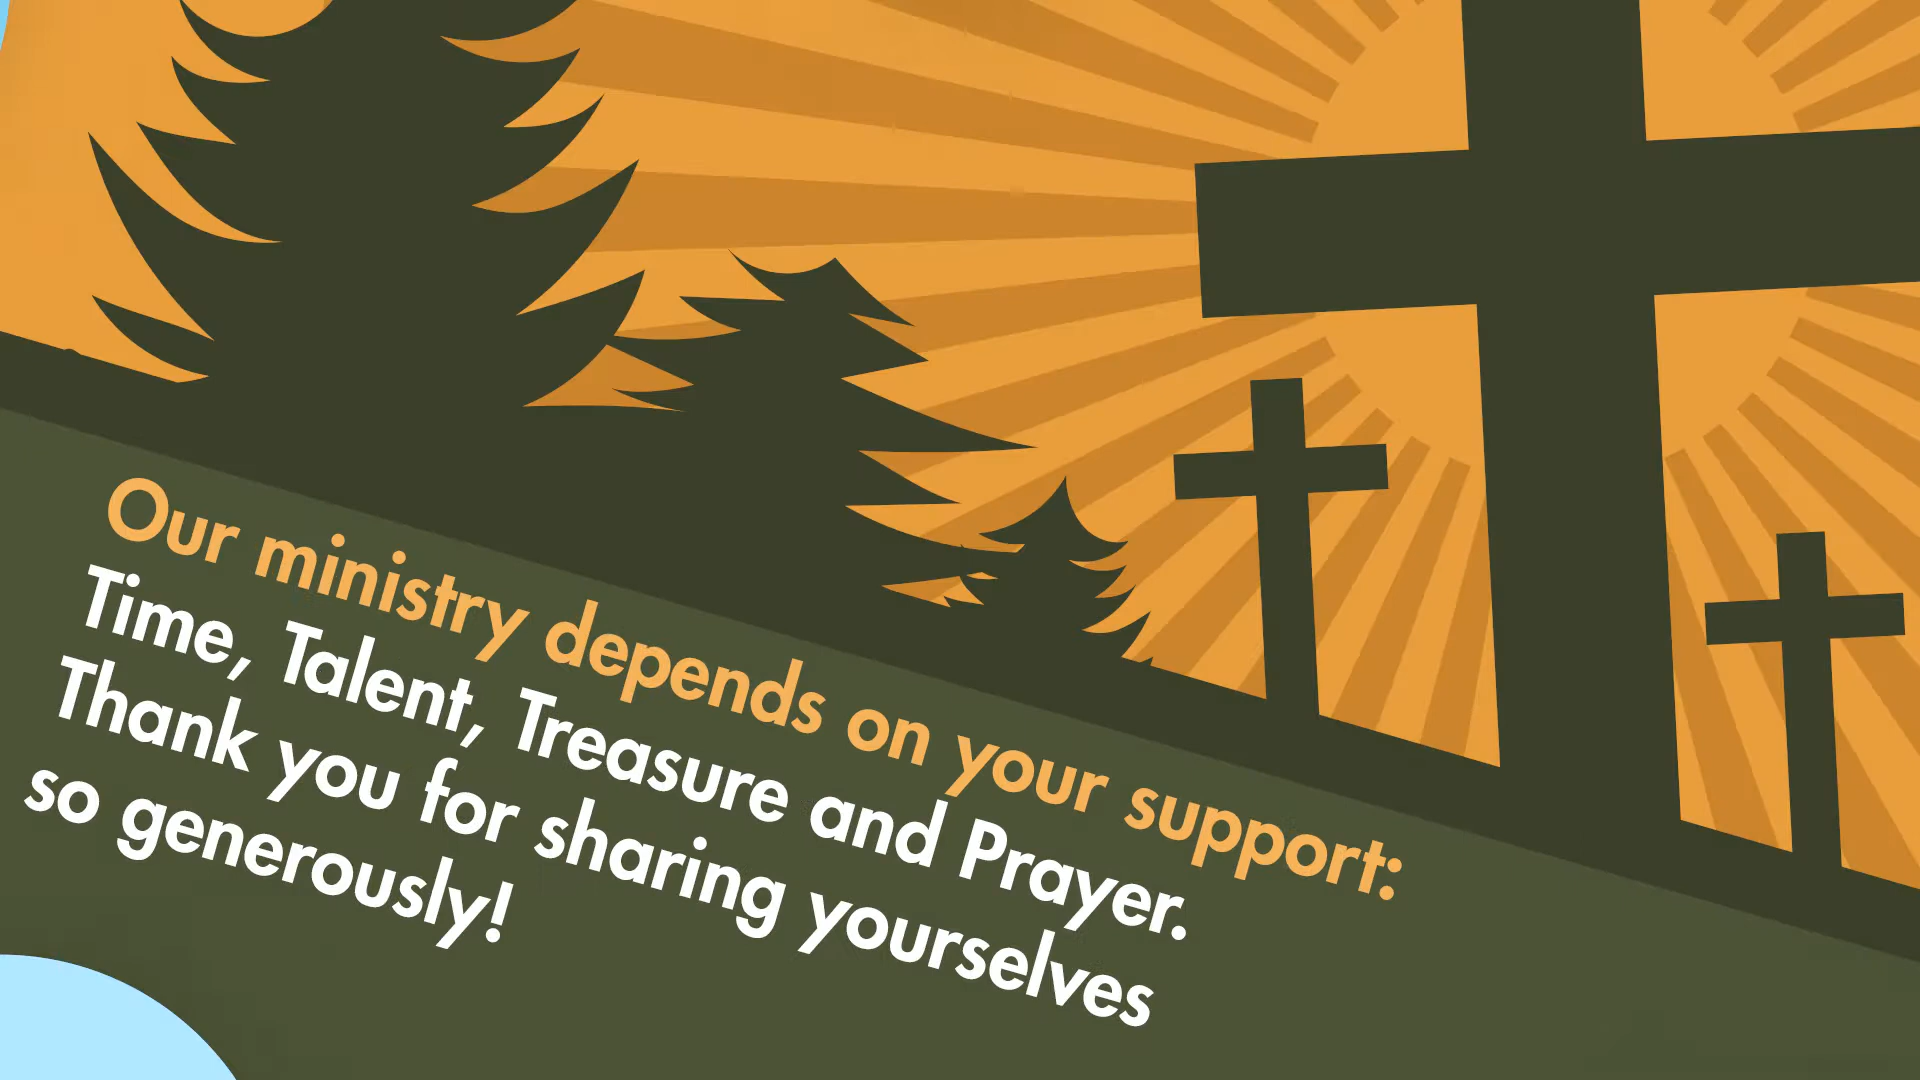 Our ministry depends on your support:
Time, Talent, Treasure and Prayer.
Thank you for sharing yourselves
so generously!